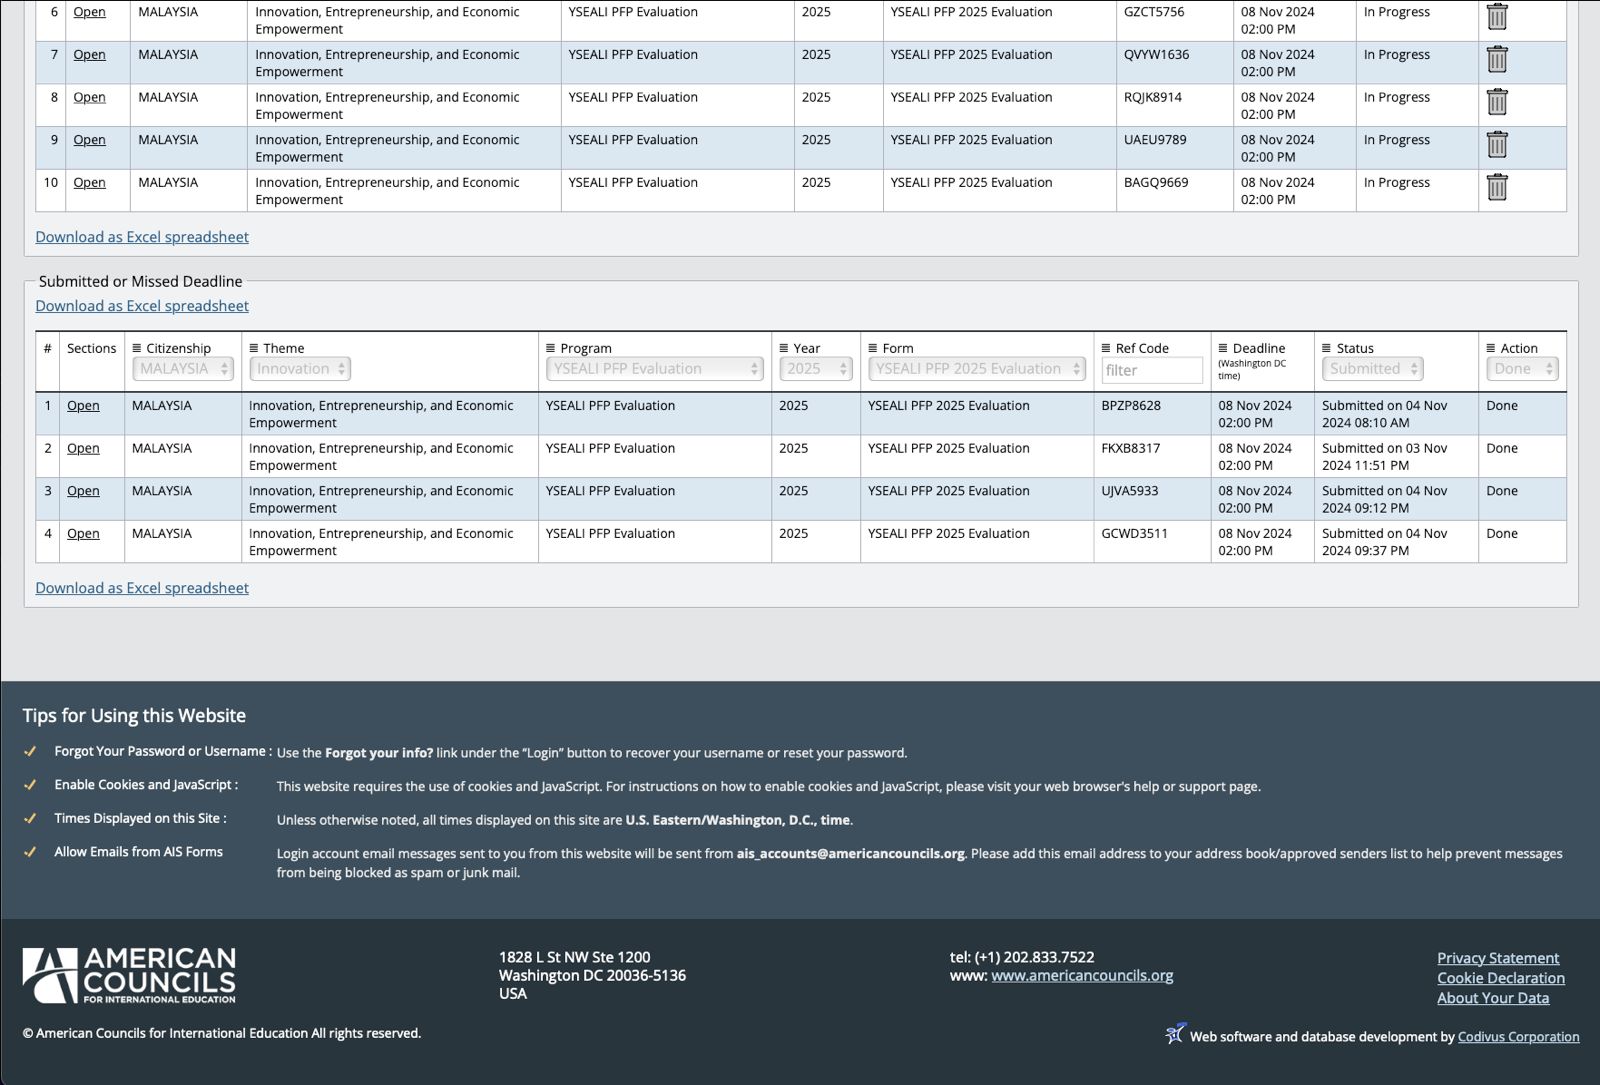 6 Open MALAYSIA Innovation, Entrepreneurship, and Economic Empowerment YSEALI PFP Evaluation 2025 YSEALI PFP 2025 Evaluation GZCT5756 08 Nov 2024 02:00 PM In Progress
7 Open MALAYSIA Innovation, Entrepreneurship, and Economic Empowerment YSEALI PFP Evaluation 2025 YSEALI PFP 2025 Evaluation QVYW1636 08 Nov 2024 02:00 PM In Progress
8 Open MALAYSIA Innovation, Entrepreneurship, and Economic Empowerment YSEALI PFP Evaluation 2025 YSEALI PFP 2025 Evaluation RQJK8914 08 Nov 2024 02:00 PM In Progress
9 Open MALAYSIA Innovation, Entrepreneurship, and Economic Empowerment YSEALI PFP Evaluation 2025 YSEALI PFP 2025 Evaluation UAEU9789 08 Nov 2024 02:00 PM In Progress
10 Open MALAYSIA Innovation, Entrepreneurship, and Economic Empowerment YSEALI PFP Evaluation 2025 YSEALI PFP 2025 Evaluation BAGQ9669 08 Nov 2024 02:00 PM In Progress
Download as Excel spreadsheet
Submitted or Missed Deadline
Download as Excel spreadsheet
# Sections Citizenship Theme Program Year Form Ref Code Deadline (Washington DC time) Status Action
MALAYSIA Innovation YSEALI PFP Evaluation 2025 YSEALI PFP 2025 Evaluation filter Submitted Done
1 Open MALAYSIA Innovation, Entrepreneurship, and Economic Empowerment YSEALI PFP Evaluation 2025 YSEALI PFP 2025 Evaluation BPZP8628 08 Nov 2024 02:00 PM Submitted on 04 Nov 2024 08:10 AM Done
2 Open MALAYSIA Innovation, Entrepreneurship, and Economic Empowerment YSEALI PFP Evaluation 2025 YSEALI PFP 2025 Evaluation FKXB8317 08 Nov 2024 02:00 PM Submitted on 03 Nov 2024 11:51 PM Done
3 Open MALAYSIA Innovation, Entrepreneurship, and Economic Empowerment YSEALI PFP Evaluation 2025 YSEALI PFP 2025 Evaluation UJVA5933 08 Nov 2024 02:00 PM Submitted on 04 Nov 2024 09:12 PM Done
4 Open MALAYSIA Innovation, Entrepreneurship, and Economic Empowerment YSEALI PFP Evaluation 2025 YSEALI PFP 2025 Evaluation GCWD3511 08 Nov 2024 02:00 PM Submitted on 04 Nov 2024 09:37 PM Done
Download as Excel spreadsheet
Tips for Using this Website
Forgot Your Password or Username : Use the Forgot your info? link under the “Login” button to recover your username or reset your password.
Enable Cookies and JavaScript : This website requires the use of cookies and JavaScript. For instructions on how to enable cookies and JavaScript, please visit your web browser's help or support page.
Times Displayed on this Site : Unless otherwise noted, all times displayed on this site are U.S. Eastern/Washington, D.C., time.
Allow Emails from AIS Forms Login account email messages sent to you from this website will be sent from ais_accounts@americancouncils.org. Please add this email address to your address book/approved senders list to help prevent messages
from being blocked as spam or junk mail.
AMERICAN
COUNCILS
FOR INTERNATIONAL EDUCATION
1828 L St NW Ste 1200
Washington DC 20036-5136
USA
tel: (+1) 202.833.7522
www: www.americancouncils.org
Privacy Statement
Cookie Declaration
About Your Data
© American Councils for International Education All rights reserved.
Web software and database development by Codivus Corporation